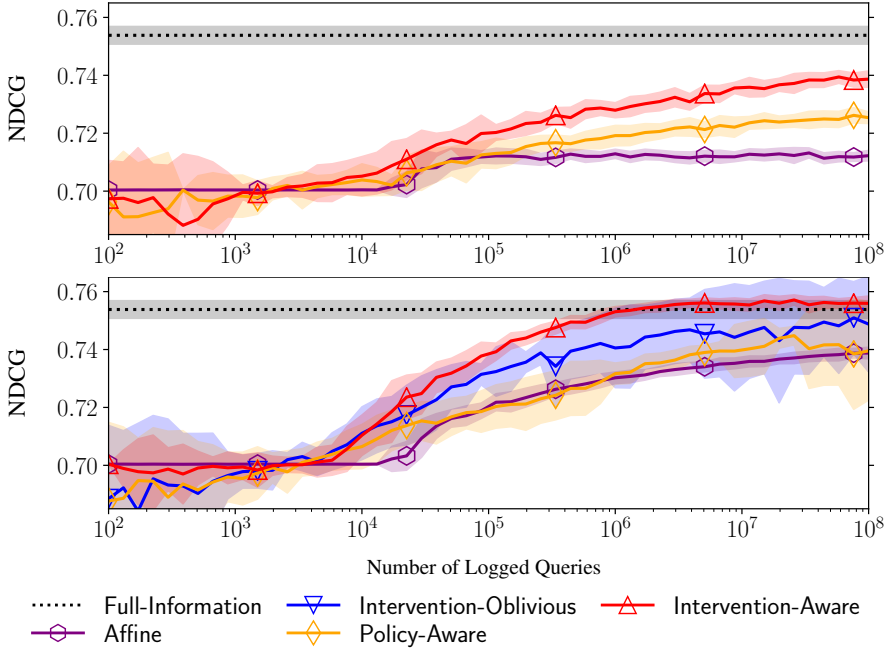 0.76
0.74
0.72
0.70
NDCG
10^2 10^3 10^4 10^5 10^6 10^7 10^8
0.76
0.74
0.72
0.70
NDCG
10^2 10^3 10^4 10^5 10^6 10^7 10^8
Number of Logged Queries
Full-Information Intervention-Oblivious Intervention-Aware
Affine Policy-Aware